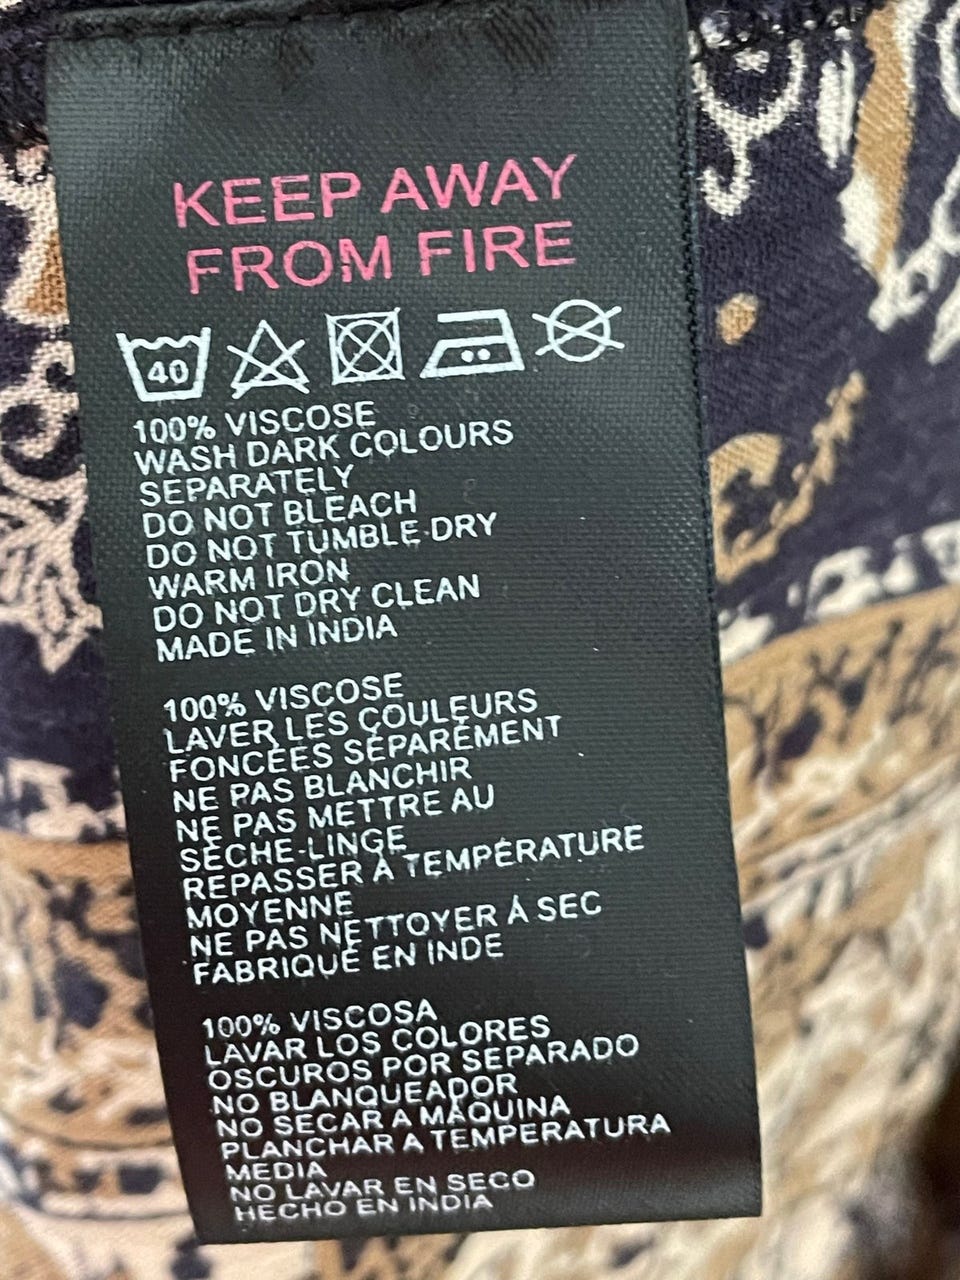 KEEP AWAY
FROM FIRE
40
100% VISCOSE
WASH DARK COLOURS
SEPARATELY
DO NOT BLEACH
DO NOT TUMBLE DRY
WARM IRON
DO NOT DRY CLEAN
MADE IN INDIA
100% VISCOSE
LAVER LES COULEURS
FONCÉES SÉPARÉMENT
NE PAS BLANCHIR
NE PAS METTRE AU
SÈCHE-LINGE
REPASSER À TEMPÉRATURE
MOYENNE
NE PAS NETTOYER À SEC
FABRIQUÉ EN INDE
100% VISCOSA
LAVAR LOS COLORES
OSCUROS POR SEPARADO
NO BLANQUEADOR
NO SECAR A MÁQUINA
PLANCHAR A TEMPERATURA
MEDIA
NO LAVAR EN SECO
HECHO EN INDIA